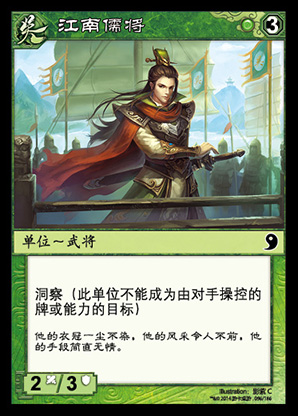 江南儒将
3
单位～武将
洞察（此单位不能成为由对手操控的
牌或能力的目标）
他的衣冠一尘不染，他的风采令人不前，他
的手段简直无情。
2 / 3
Illustration: